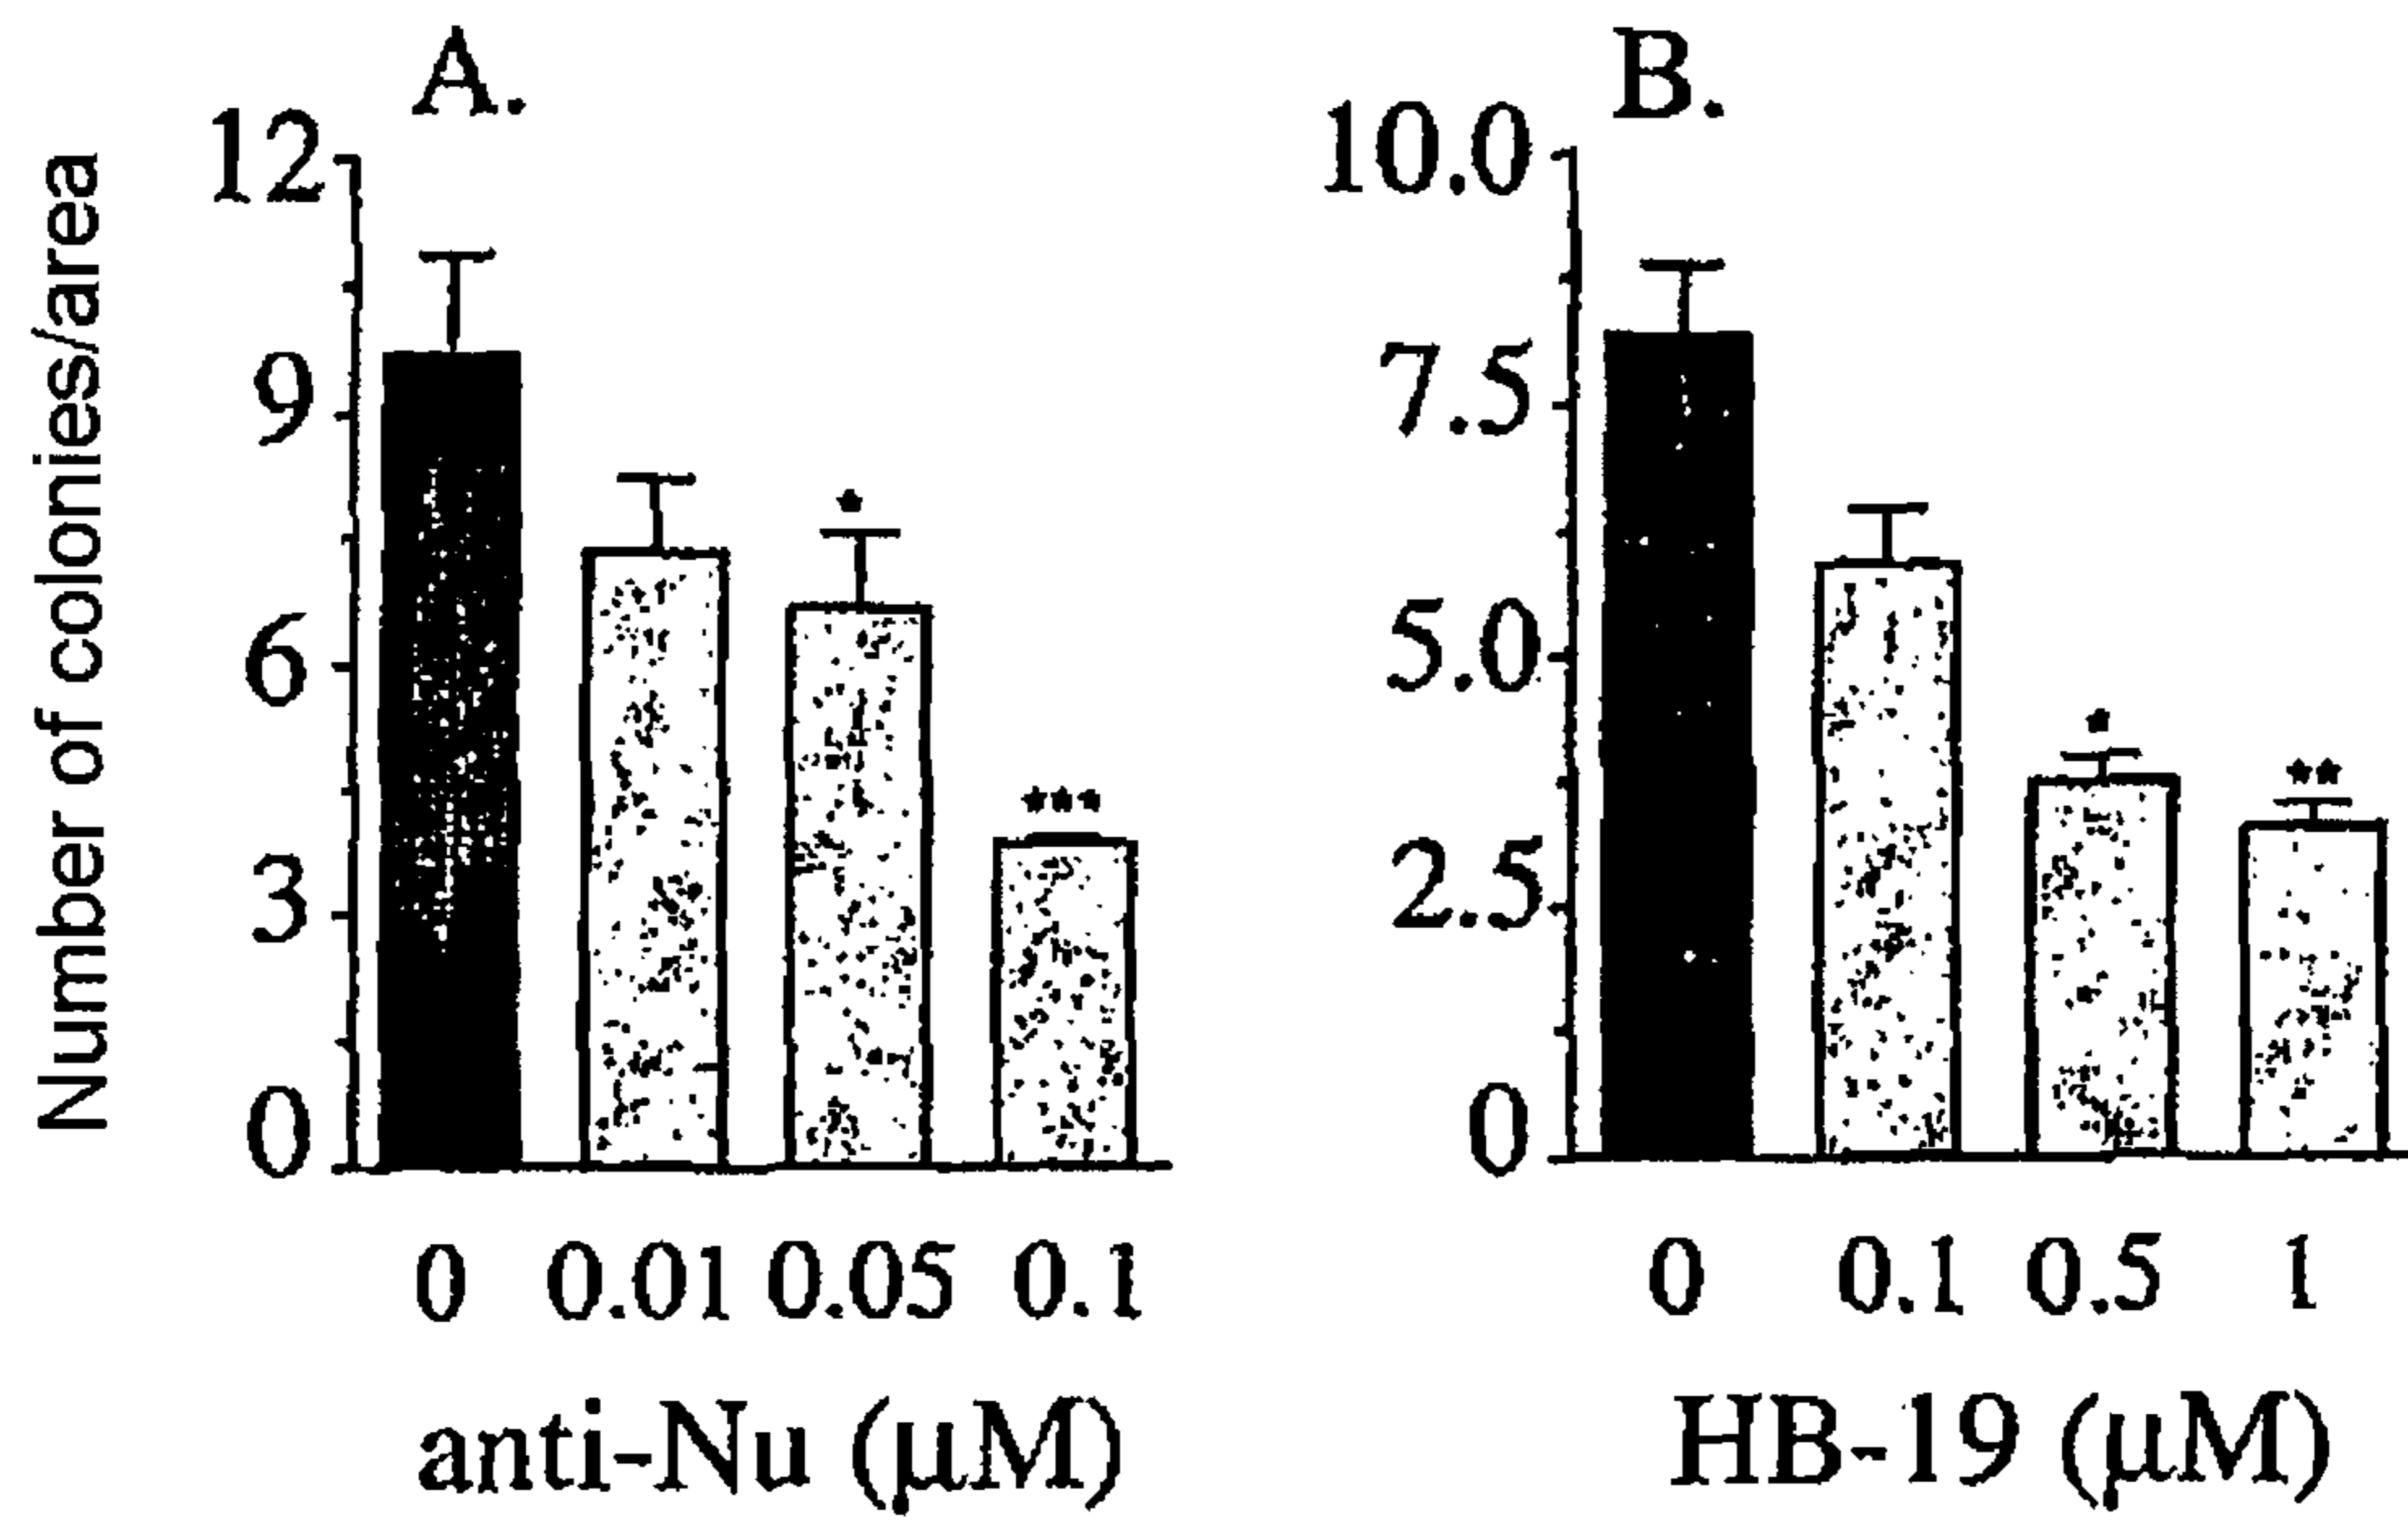 A.
Number of colonies/area
12
9
6
3
0
*
***
0 0.01 0.05 0.1
anti-Nu (μM)
B.
10.0
7.5
5.0
2.5
0
*
**
0 0.1 0.5 1
HB-19 (μM)